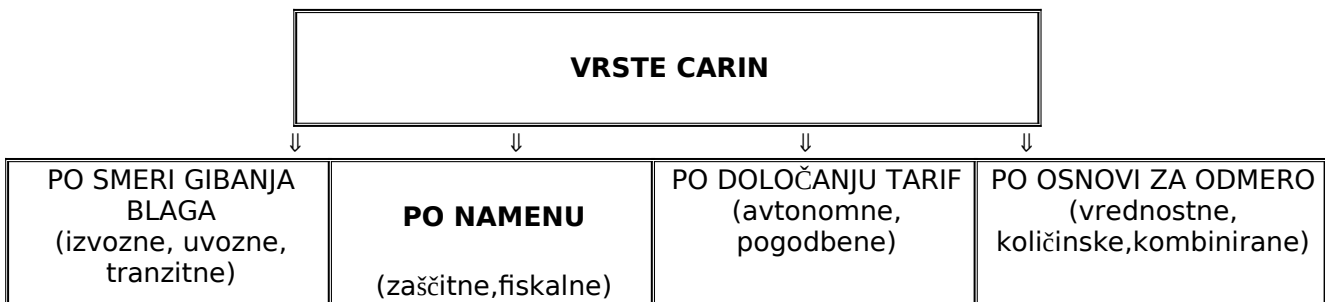 VRSTE CARIN
⇓ ⇓ ⇓ ⇓
PO SMERI GIBANJA
BLAGA
(izvozne, uvozne,
tranzitne)
PO NAMENU
(zaščitne,fiskalne)
PO DOLOČANJU TARIF
(avtonomne,
pogodbene)
PO OSNOVI ZA ODMERO
(vrednostne,
količinske,kombinirane)